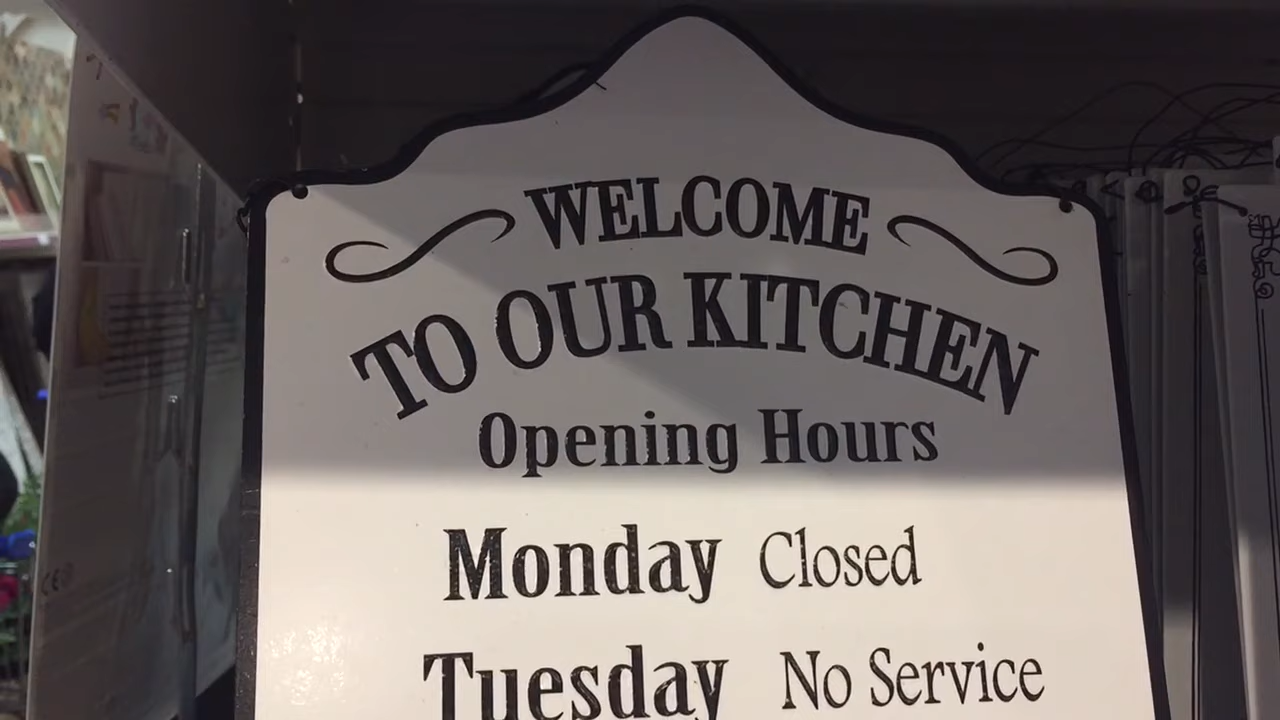 WELCOME
TO OUR KITCHEN
Opening Hours
Monday Closed
Tuesday No Service